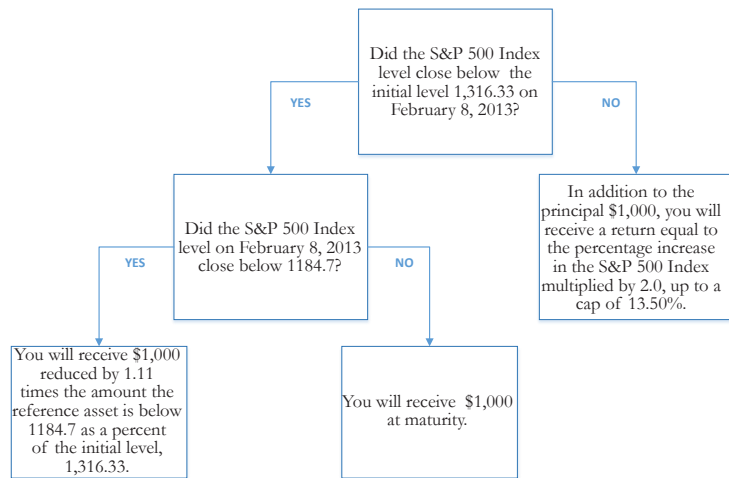 Did the S&P 500 Index
level close below the
initial level 1,316.33 on
February 8, 2013?
YES
NO
Did the S&P 500 Index
level on February 8, 2013
close below 1184.7?
In addition to the
principal $1,000, you will
receive a return equal to
the percentage increase
in the S&P 500 Index
multiplied by 2.0, up to a
cap of 13.50%.
YES
NO
You will receive $1,000
reduced by 1.11
times the amount the
reference asset is below
1184.7 as a percent
of the initial level,
1,316.33.
You will receive $1,000
at maturity.